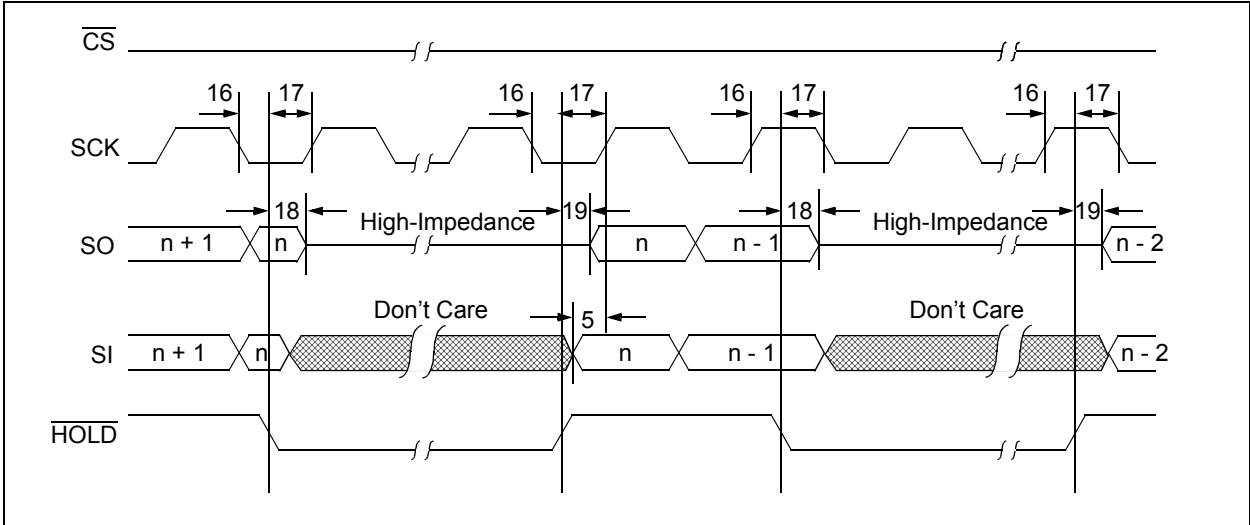 CS
16 17 16 17 16 17 16 17
SCK
18 High-Impedance 19 18 High-Impedance 19
SO n + 1 n n n - 1 n - 2
Don't Care 5 Don't Care
SI n + 1 n n n - 1 n - 2
HOLD